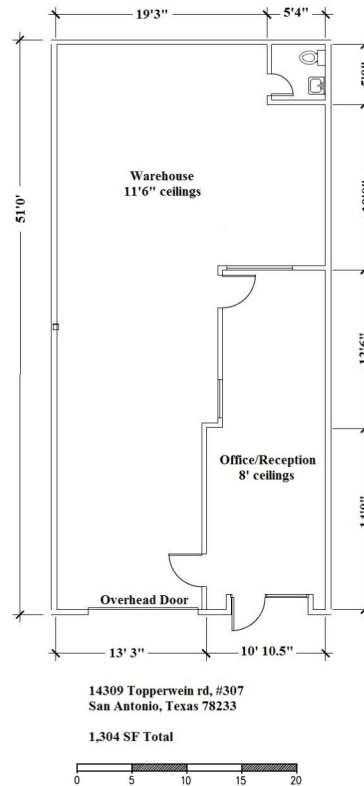 19'3"
5'4"
51'0'
Warehouse
11'6" ceilings
Office/Reception
8' ceilings
Overhead Door
13' 3"
10' 10.5"
14309 Topperwein rd, #307
San Antonio, Texas 78233
1,304 SF Total
0 5 10 15 20